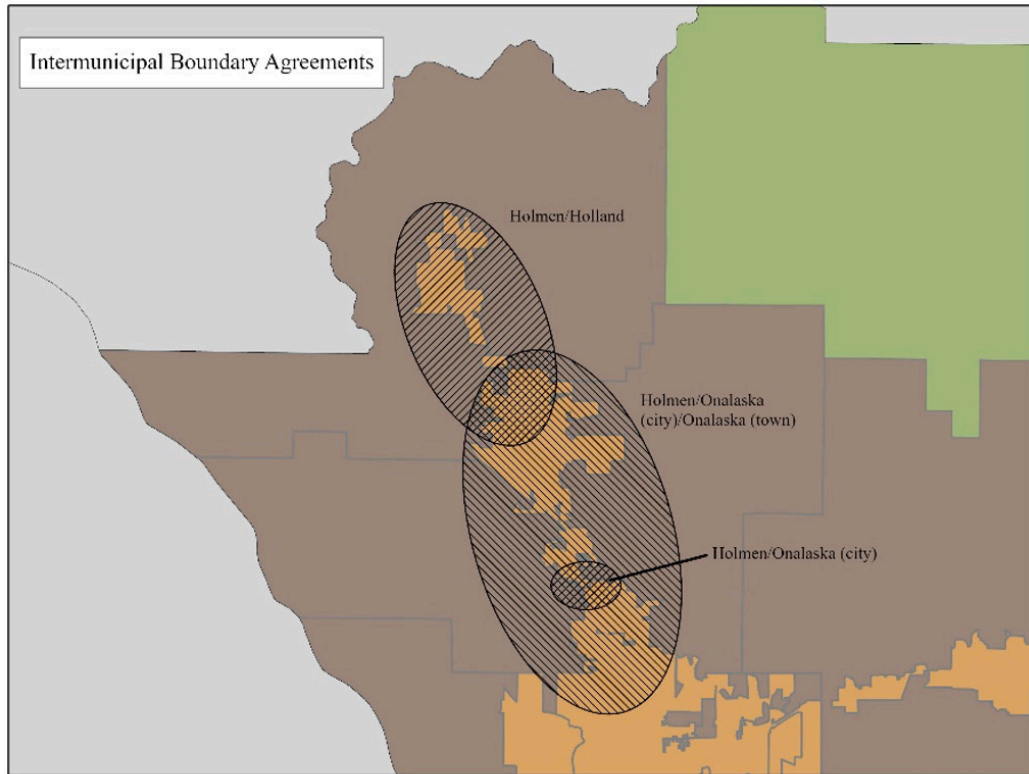 Intermunicipal Boundary Agreements
Holmen/Holland
Holmen/Onalaska
(city)/Onalaska (town)
Holmen/Onalaska (city)